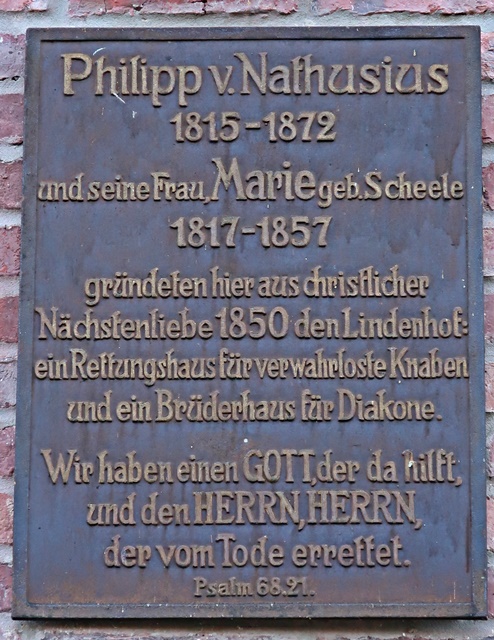 Philipp v. Nathusius
1815-1872
und seine Frau, Marie geb. Scheele
1817-1857
gründeten hier aus christlicher
Nächstenliebe 1850 den Lindenhof:
ein Rettungshaus für verwahrloste Knaben
und ein Brüderhaus für Diakone.
Wir haben einen GOTT, der da hilft,
und den HERRN, HERRN,
der vom Tode errettet.
Psalm 68.21.